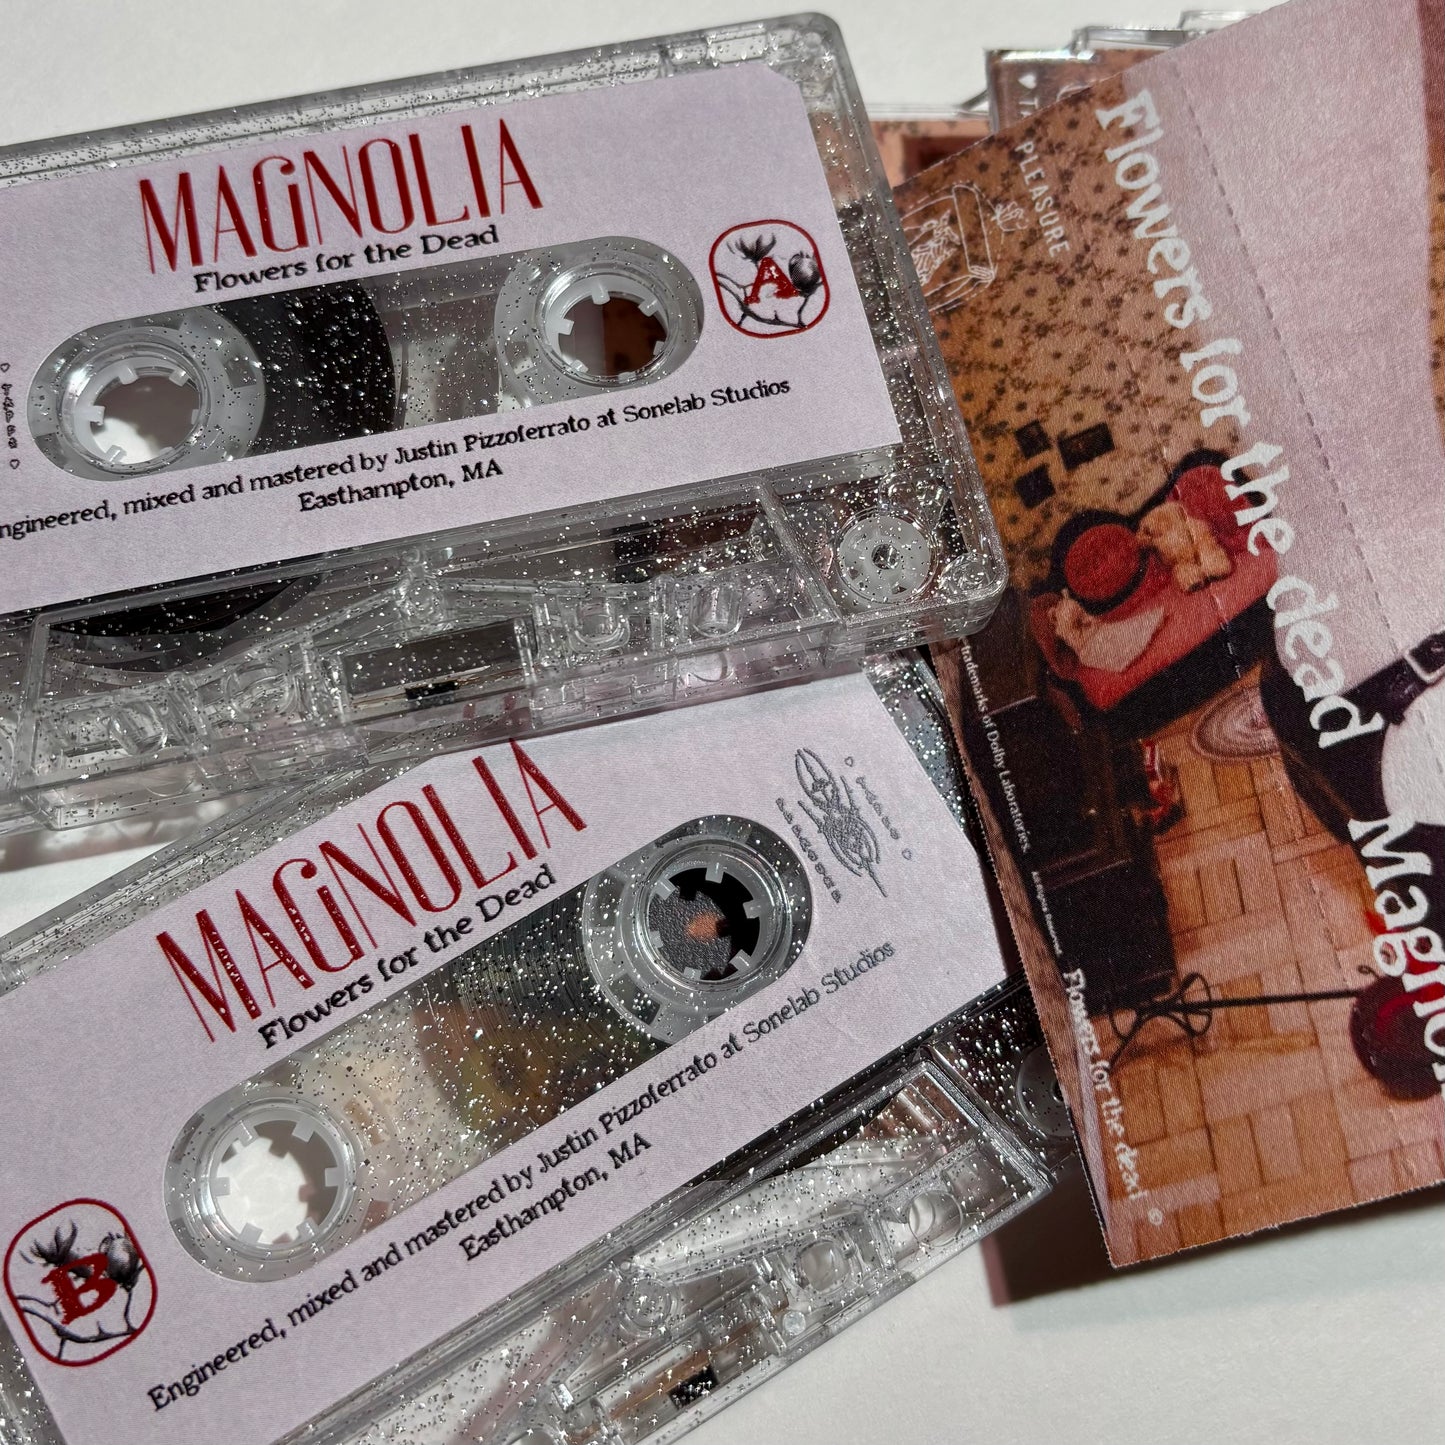 MAGNOLIA
Flowers for the Dead
A
Engineered, mixed and mastered by Justin Pizzoferrato at Sonelab Studios
Easthampton, MA
MAGNOLIA
Flowers for the Dead
B
Engineered, mixed and mastered by Justin Pizzoferrato at Sonelab Studios
Easthampton, MA
PLEASURE
Flowers for the dead Magnolia
of Dolby Laboratories.
Flowers for the dead